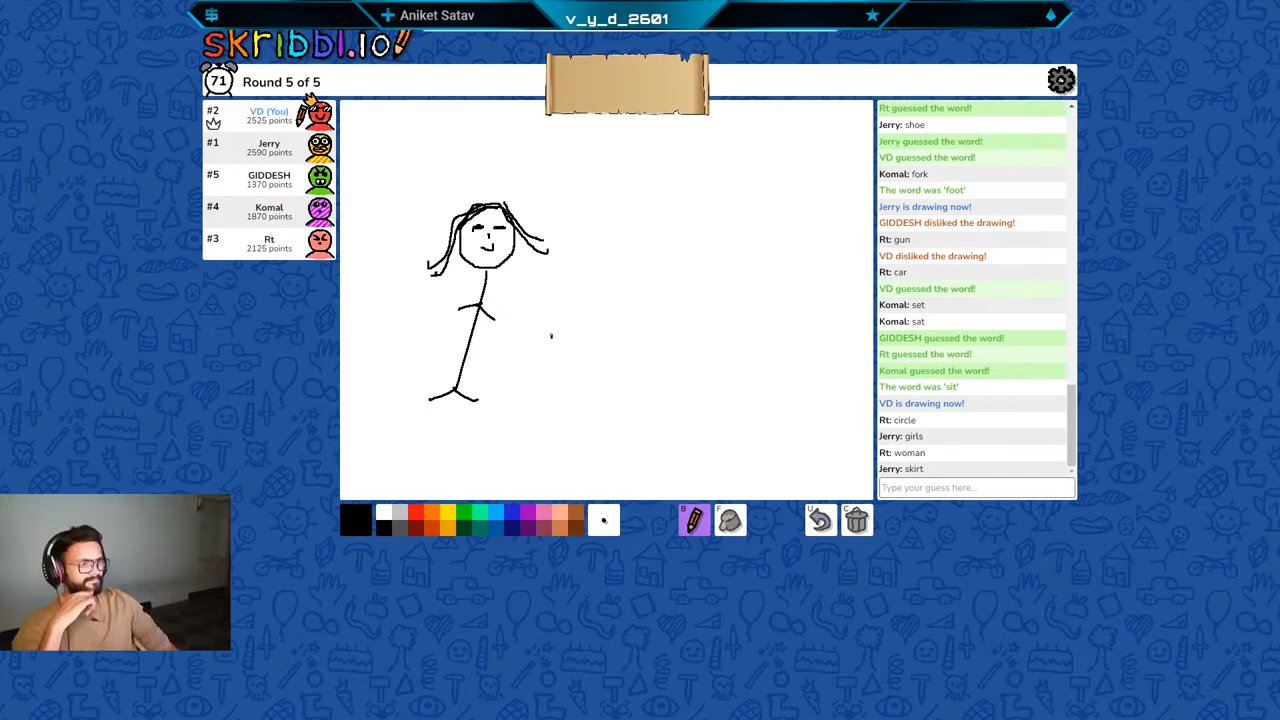 Aniket Satav
v_y_d_2601
skribbl.io
71
Round 5 of 5
#2
VD (You)
2525 points
#1
Jerry
2590 points
#5
GIDDESH
1370 points
#4
Komal
1870 points
#3
Rt
2125 points
Rt guessed the word!
Jerry: shoe
Jerry guessed the word!
VD guessed the word!
Komal: fork
The word was 'foot'
Jerry is drawing now!
GIDDESH disliked the drawing!
Rt: gun
VD disliked the drawing!
Rt: car
VD guessed the word!
Komal: set
Komal: sat
GIDDESH guessed the word!
Rt guessed the word!
Komal guessed the word!
The word was 'sit'
VD is drawing now!
Rt: circle
Jerry: girls
Rt: woman
Jerry: skirt
Type your guess here...
B
F
U
C